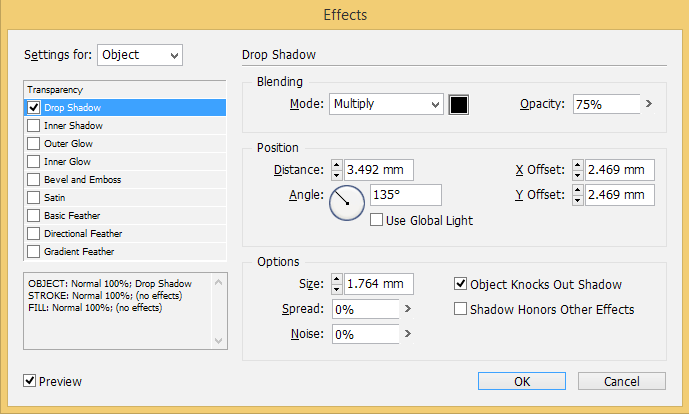 Effects
Settings for: Object
Transparency
Drop Shadow
Inner Shadow
Outer Glow
Inner Glow
Bevel and Emboss
Satin
Basic Feather
Directional Feather
Gradient Feather
OBJECT: Normal 100%; Drop Shadow
STROKE: Normal 100%; (no effects)
FILL: Normal 100%; (no effects)
Preview
Drop Shadow
Blending
Mode: Multiply Opacity: 75%
Position
Distance: 3.492 mm X Offset: 2.469 mm
Angle: 135° Y Offset: 2.469 mm
Use Global Light
Options
Size: 1.764 mm Object Knocks Out Shadow
Spread: 0% Shadow Honors Other Effects
Noise: 0%
OK Cancel